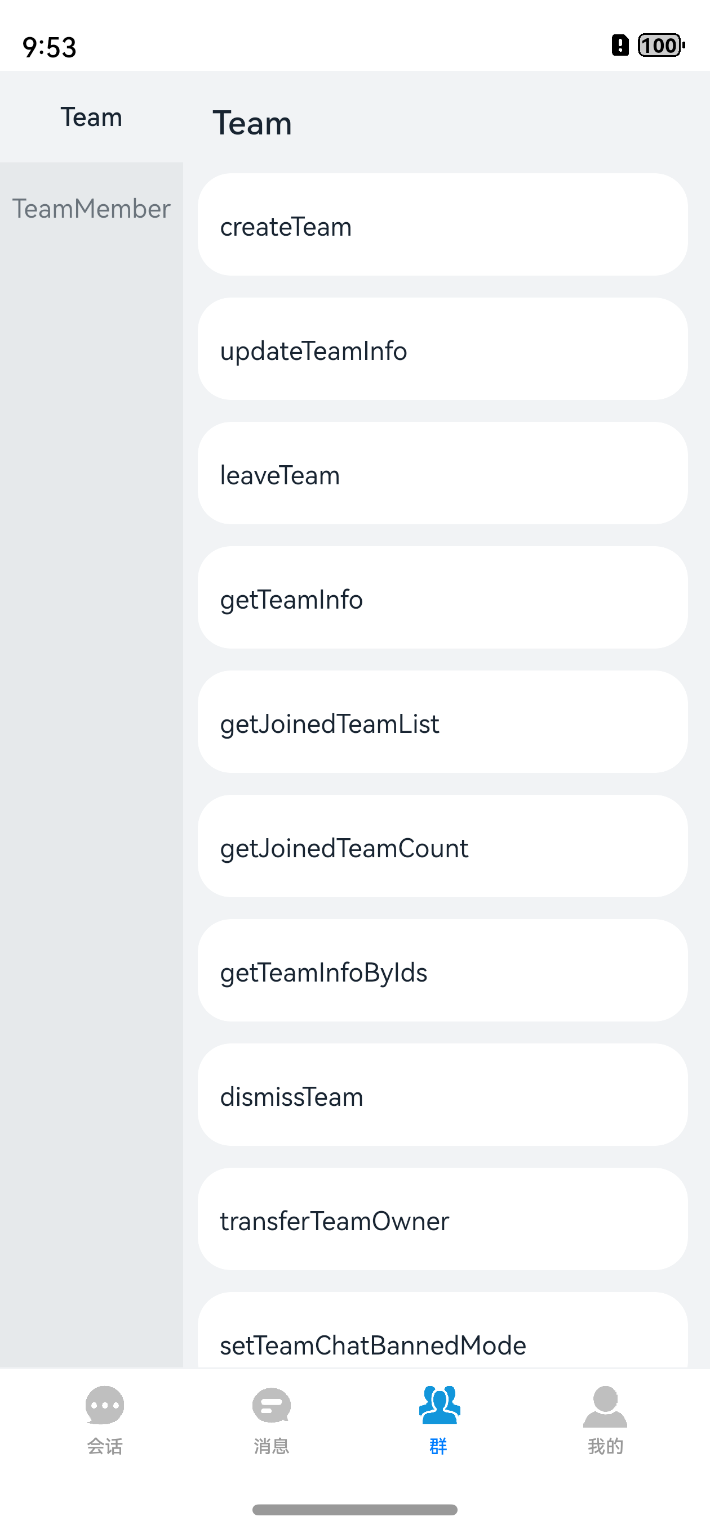 9:53
100
Team
TeamMember
Team
createTeam
updateTeamInfo
leaveTeam
getTeamInfo
getJoinedTeamList
getJoinedTeamCount
getTeamInfoByIds
dismissTeam
transferTeamOwner
setTeamChatBannedMode
会话
消息
群
我的